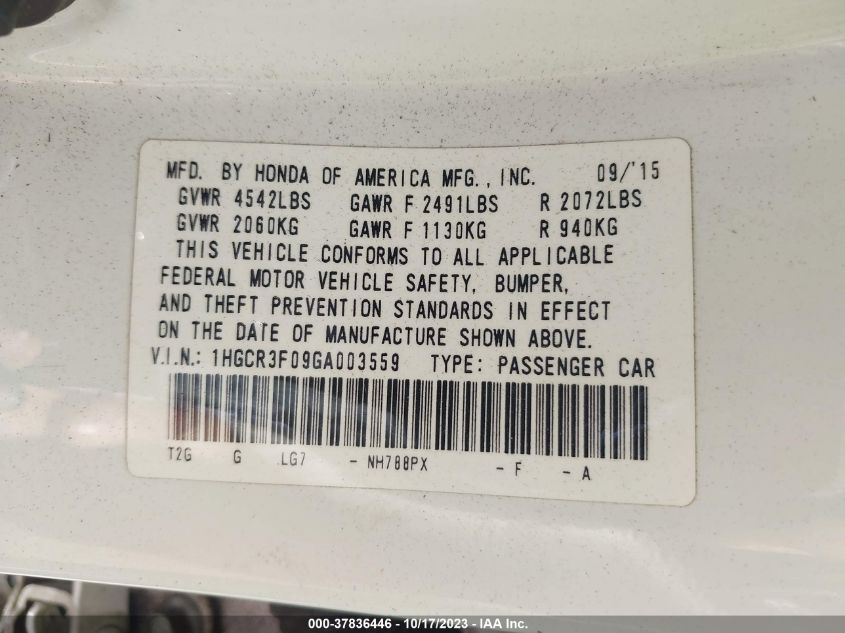 MFD. BY HONDA OF AMERICA MFG., INC. 09/'15
GVWR 4542LBS GAWR F 2491LBS R 2072LBS
GVWR 2060KG GAWR F 1130KG R 940KG
THIS VEHICLE CONFORMS TO ALL APPLICABLE
FEDERAL MOTOR VEHICLE SAFETY, BUMPER,
AND THEFT PREVENTION STANDARDS IN EFFECT
ON THE DATE OF MANUFACTURE SHOWN ABOVE.
V.I.N.: 1HGCR3F09GA003559 TYPE: PASSENGER CAR
T2G G LG7 - NH788PX - F - A
000-37836446 - 10/17/2023 - IAA Inc.